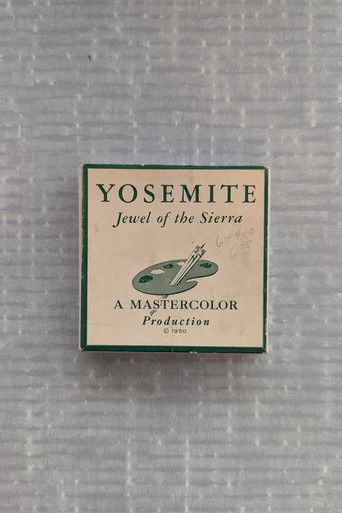 YOSEMITE
Jewel of the Sierra
A MASTERCOLOR
Production
© 1950